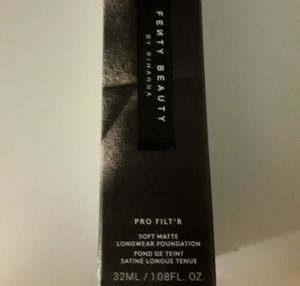 FENTY BEAUTY
BY RIHANNA
PRO FILT'R
SOFT MATTE
LONGWEAR FOUNDATION
FOND DE TEINT
SATINÉ LONGUE TENUE
32ML / 1.08FL. OZ.